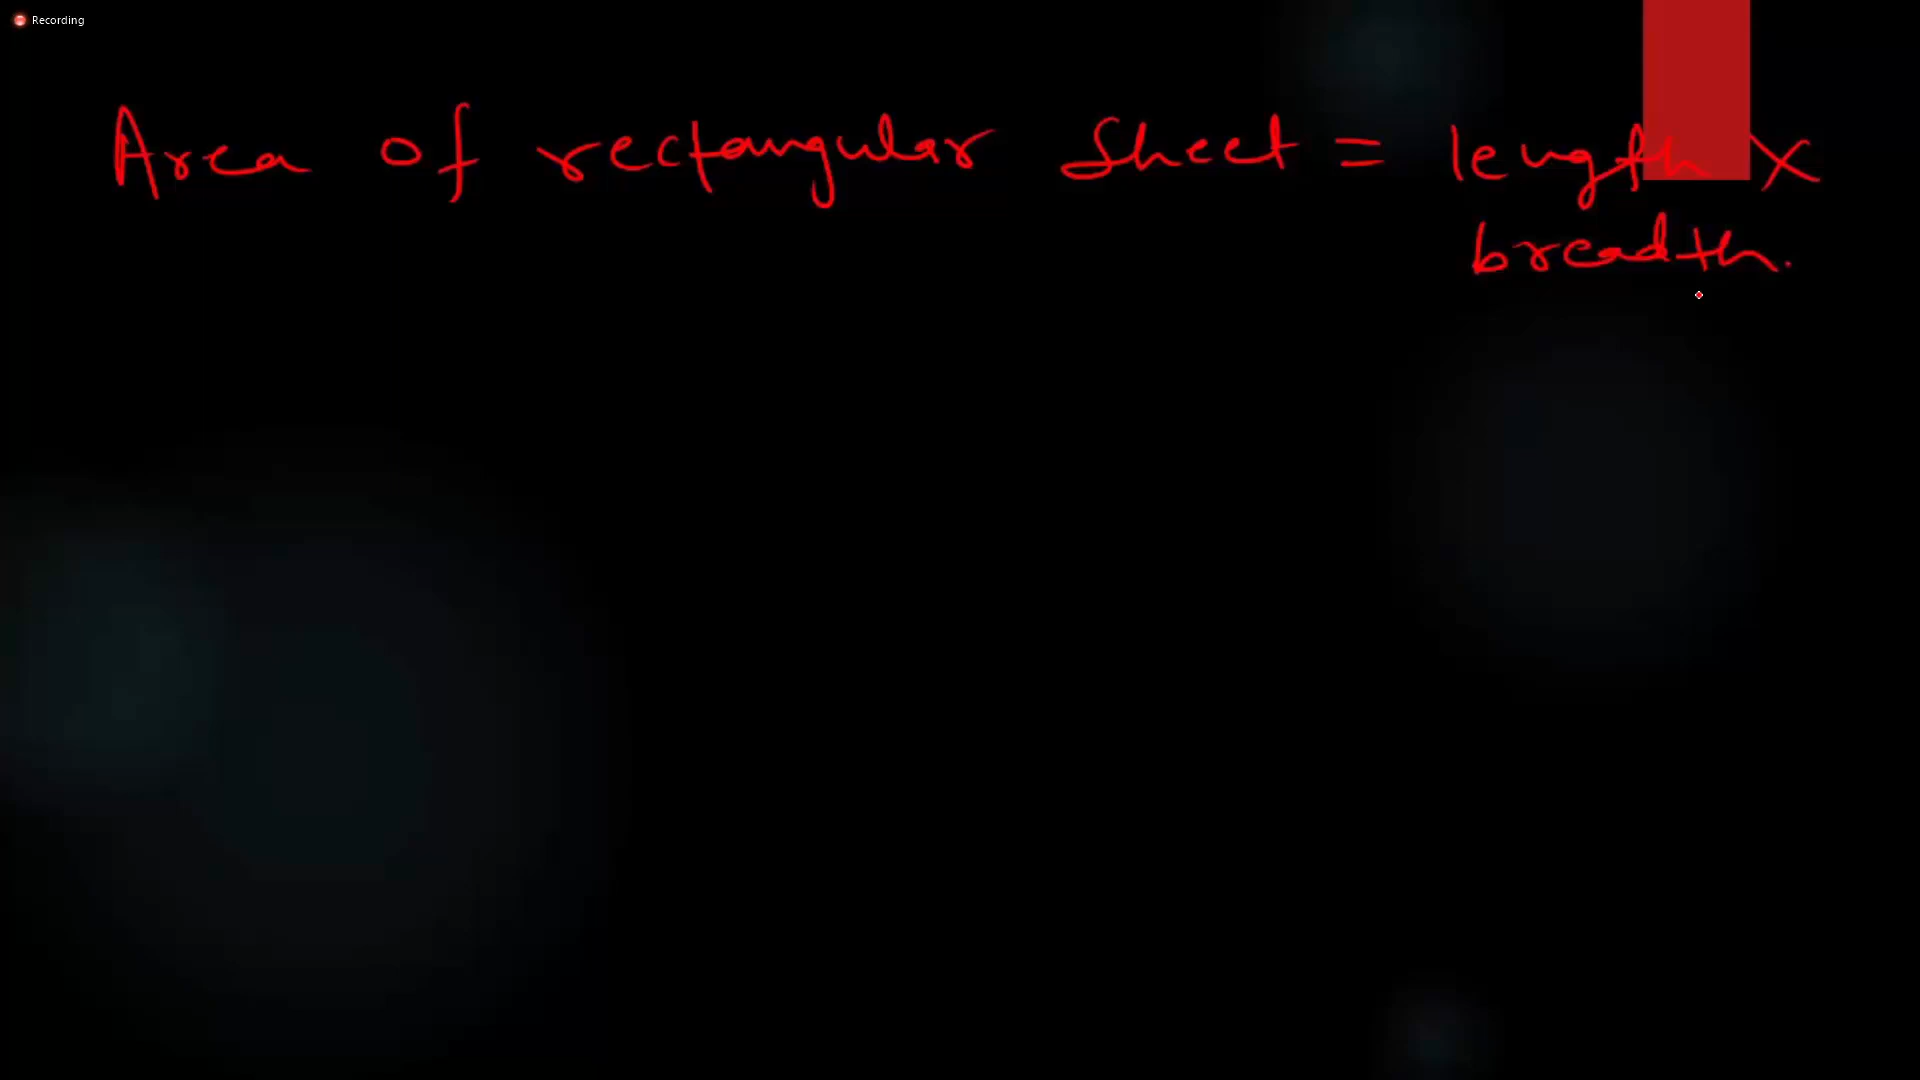 Recording
Area of rectangular Sheet = length ×
breadth.